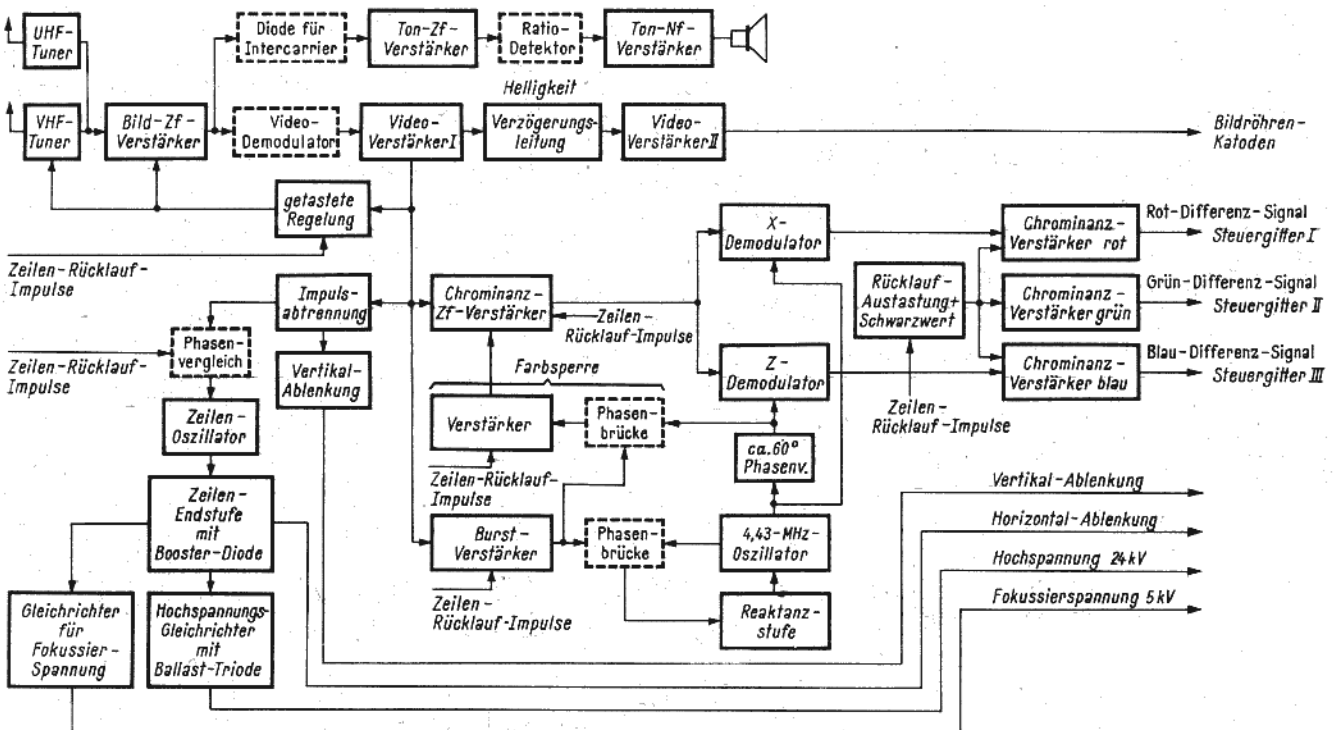 UHF-
Tuner
Diode für
Intercarrier
Ton-Zf-
Verstärker
Ratio-
Detektor
Ton-Nf-
Verstärker
Helligkeit
VHF-
Tuner
Bild-Zf-
Verstärker
Video-
Demodulator
Video-
Verstärker I
Verzögerungs-
leitung
Video-
Verstärker II
Bildröhren-
Katoden
getastete
Regelung
Zeilen-Rücklauf-
Impulse
X-
Demodulator
Chrominanz-
Verstärker rot
Rot-Differenz-Signal
Steuergitter I
Impuls-
abtrennung
Chrominanz-
Zf-Verstärker
Zeilen-
Rücklauf-Impulse
Rücklauf-
Austastung+
Schwarzwert
Chrominanz-
Verstärker grün
Grün-Differenz-Signal
Steuergitter II
Phasen-
vergleich
Zeilen-Rücklauf-
Impulse
Vertikal-
Ablenkung
Farbsperre
Z-
Demodulator
Chrominanz-
Verstärker blau
Blau-Differenz-Signal
Steuergitter III
Zeilen-
Rücklauf-Impulse
Zeilen-
Oszillator
Verstärker
Phasen-
brücke
ca. 60°
Phasenv.
Zeilen-Rücklauf-
Impulse
Zeilen-
Endstufe
mit
Booster-Diode
Burst-
Verstärker
Phasen-
brücke
4,43-MHz-
Oszillator
Zeilen-
Rücklauf-Impulse
Reaktanz-
stufe
Vertikal-Ablenkung
Horizontal-Ablenkung
Hochspannung 24kV
Fokussierspannung 5kV
Gleichrichter
für
Fokussier-
Spannung
Hochspannungs-
Gleichrichter
mit
Ballast-Triode